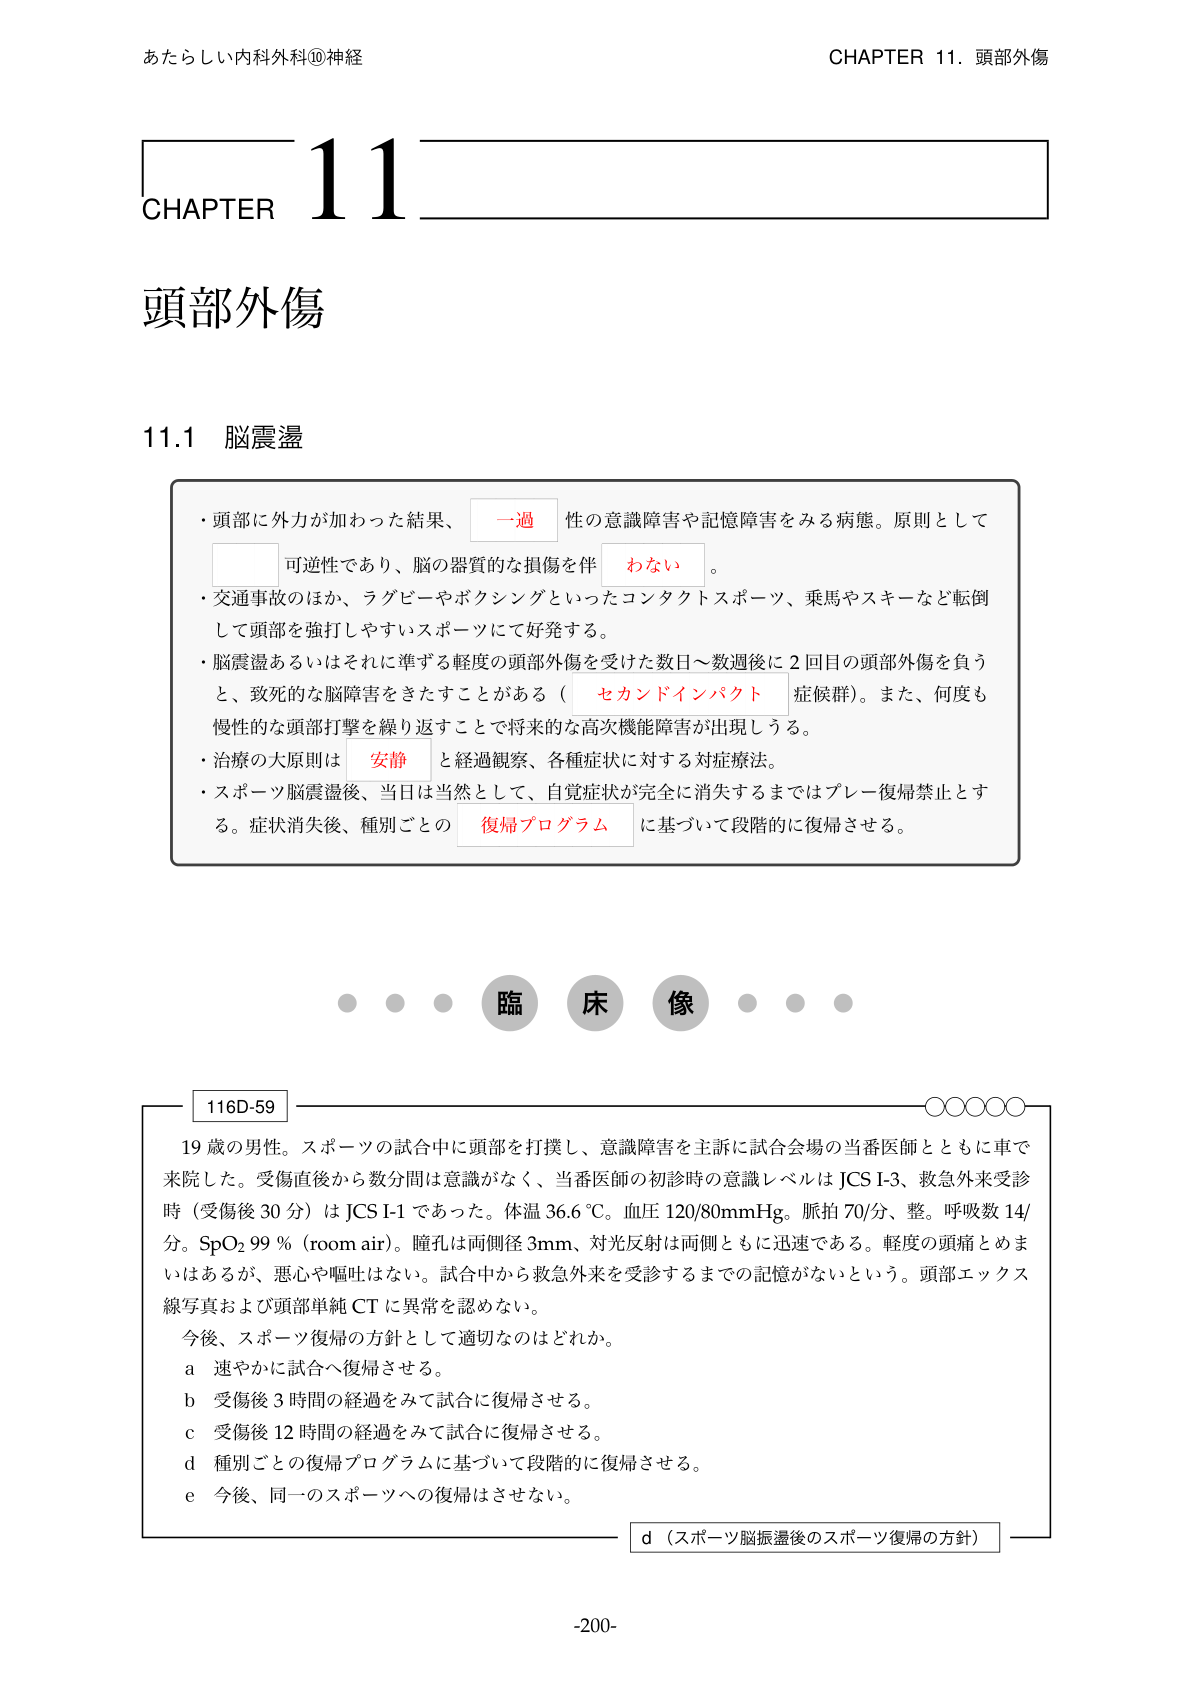 あたらしい内科外科⑩神経 CHAPTER 11. 頭部外傷
CHAPTER 11
頭部外傷
11.1 脳震盪
・頭部に外力が加わった結果、 一過 性の意識障害や記憶障害をみる病態。原則として
可逆性であり、脳の器質的な損傷を伴 わない 。
・交通事故のほか、ラグビーやボクシングといったコンタクトスポーツ、乗馬やスキーなど転倒
して頭部を強打しやすいスポーツにて好発する。
・脳震盪あるいはそれに準ずる軽度の頭部外傷を受けた数日〜数週後に 2 回目の頭部外傷を負う
と、致死的な脳障害をきたすことがある（ セカンドインパクト 症候群）。また、何度も
慢性的な頭部打撃を繰り返すことで将来的な高次機能障害が出現しうる。
・治療の大原則は 安静 と経過観察、各種症状に対する対症療法。
・スポーツ脳震盪後、当日は当然として、自覚症状が完全に消失するまではプレー復帰禁止とす
る。症状消失後、種別ごとの 復帰プログラム に基づいて段階的に復帰させる。
臨 床 像
116D-59
19 歳の男性。スポーツの試合中に頭部を打撲し、意識障害を主訴に試合会場の当番医師とともに車で
来院した。受傷直後から数分間は意識がなく、当番医師の初診時の意識レベルは JCS I-3、救急外来受診
時（受傷後 30 分）は JCS I-1 であった。体温 36.6 ℃。血圧 120/80mmHg。脈拍 70/分、整。呼吸数 14/
分。SpO₂ 99 %（room air）。瞳孔は両側径 3mm、対光反射は両側ともに迅速である。軽度の頭痛とめま
いはあるが、悪心や嘔吐はない。試合中から救急外来を受診するまでの記憶がないという。頭部エックス
線写真および頭部単純 CT に異常を認めない。
今後、スポーツ復帰の方針として適切なのはどれか。
a 速やかに試合へ復帰させる。
b 受傷後 3 時間の経過をみて試合に復帰させる。
c 受傷後 12 時間の経過をみて試合に復帰させる。
d 種別ごとの復帰プログラムに基づいて段階的に復帰させる。
e 今後、同一のスポーツへの復帰はさせない。
d （スポーツ脳振盪後のスポーツ復帰の方針）
-200-